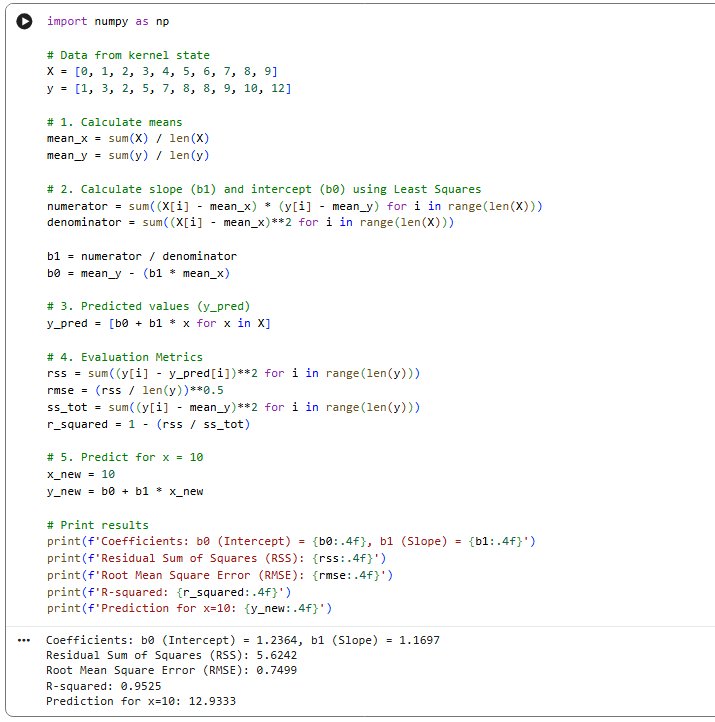 import numpy as np
# Data from kernel state
X = [0, 1, 2, 3, 4, 5, 6, 7, 8, 9]
y = [1, 3, 2, 5, 7, 8, 8, 9, 10, 12]
# 1. Calculate means
mean_x = sum(X) / len(X)
mean_y = sum(y) / len(y)
# 2. Calculate slope (b1) and intercept (b0) using Least Squares
numerator = sum((X[i] - mean_x) * (y[i] - mean_y) for i in range(len(X)))
denominator = sum((X[i] - mean_x)**2 for i in range(len(X)))
b1 = numerator / denominator
b0 = mean_y - (b1 * mean_x)
# 3. Predicted values (y_pred)
y_pred = [b0 + b1 * x for x in X]
# 4. Evaluation Metrics
rss = sum((y[i] - y_pred[i])**2 for i in range(len(y)))
rmse = (rss / len(y))**0.5
ss_tot = sum((y[i] - mean_y)**2 for i in range(len(y)))
r_squared = 1 - (rss / ss_tot)
# 5. Predict for x = 10
x_new = 10
y_new = b0 + b1 * x_new
# Print results
print(f'Coefficients: b0 (Intercept) = {b0:.4f}, b1 (Slope) = {b1:.4f}')
print(f'Residual Sum of Squares (RSS): {rss:.4f}')
print(f'Root Mean Square Error (RMSE): {rmse:.4f}')
print(f'R-squared: {r_squared:.4f}')
print(f'Prediction for x=10: {y_new:.4f}')
Coefficients: b0 (Intercept) = 1.2364, b1 (Slope) = 1.1697
Residual Sum of Squares (RSS): 5.6242
Root Mean Square Error (RMSE): 0.7499
R-squared: 0.9525
Prediction for x=10: 12.9333